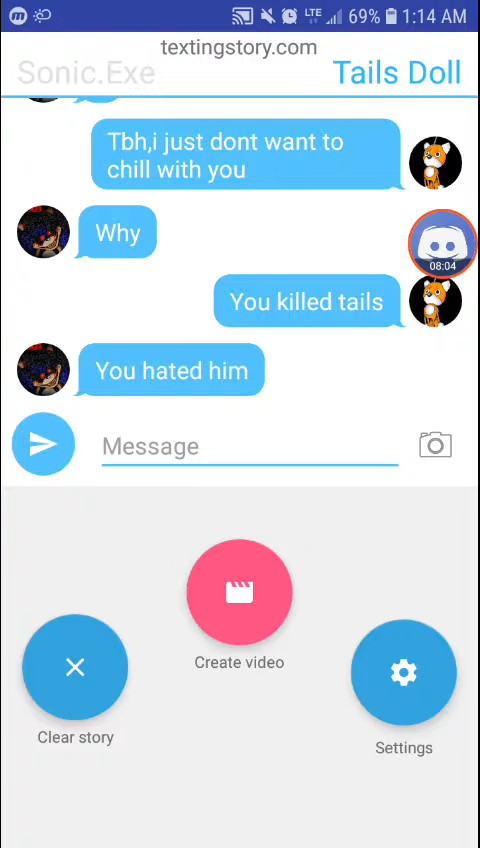 LTE 69% 1:14 AM
textingstory.com
Sonic.Exe Tails Doll
Tbh,i just dont want to
chill with you
Why
08:04
You killed tails
You hated him
Message
Create video
Clear story
Settings